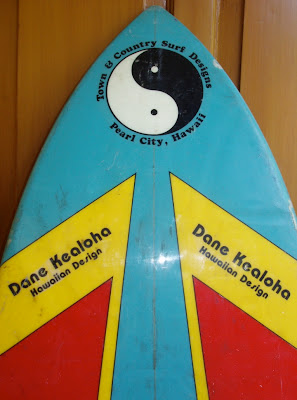 Town & Country Surf Designs
Pearl City, Hawaii
Dane Kealoha
Hawaiian Design
Dane Kealoha
Hawaiian Design